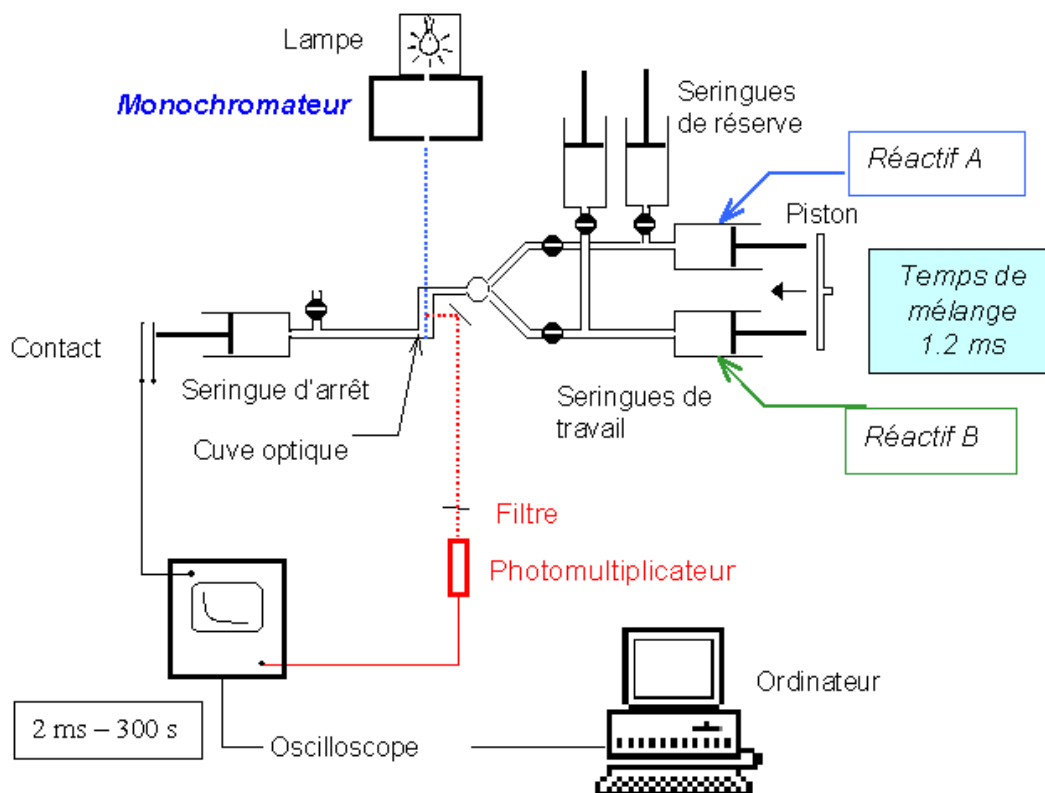 Lampe
Monochromateur
Seringues
de réserve
Réactif A
Piston
Temps de
mélange
1.2 ms
Contact
Seringue d'arrêt
Cuve optique
Seringues de
travail
Réactif B
Filtre
Photomultiplicateur
Ordinateur
2 ms – 300 s
Oscilloscope